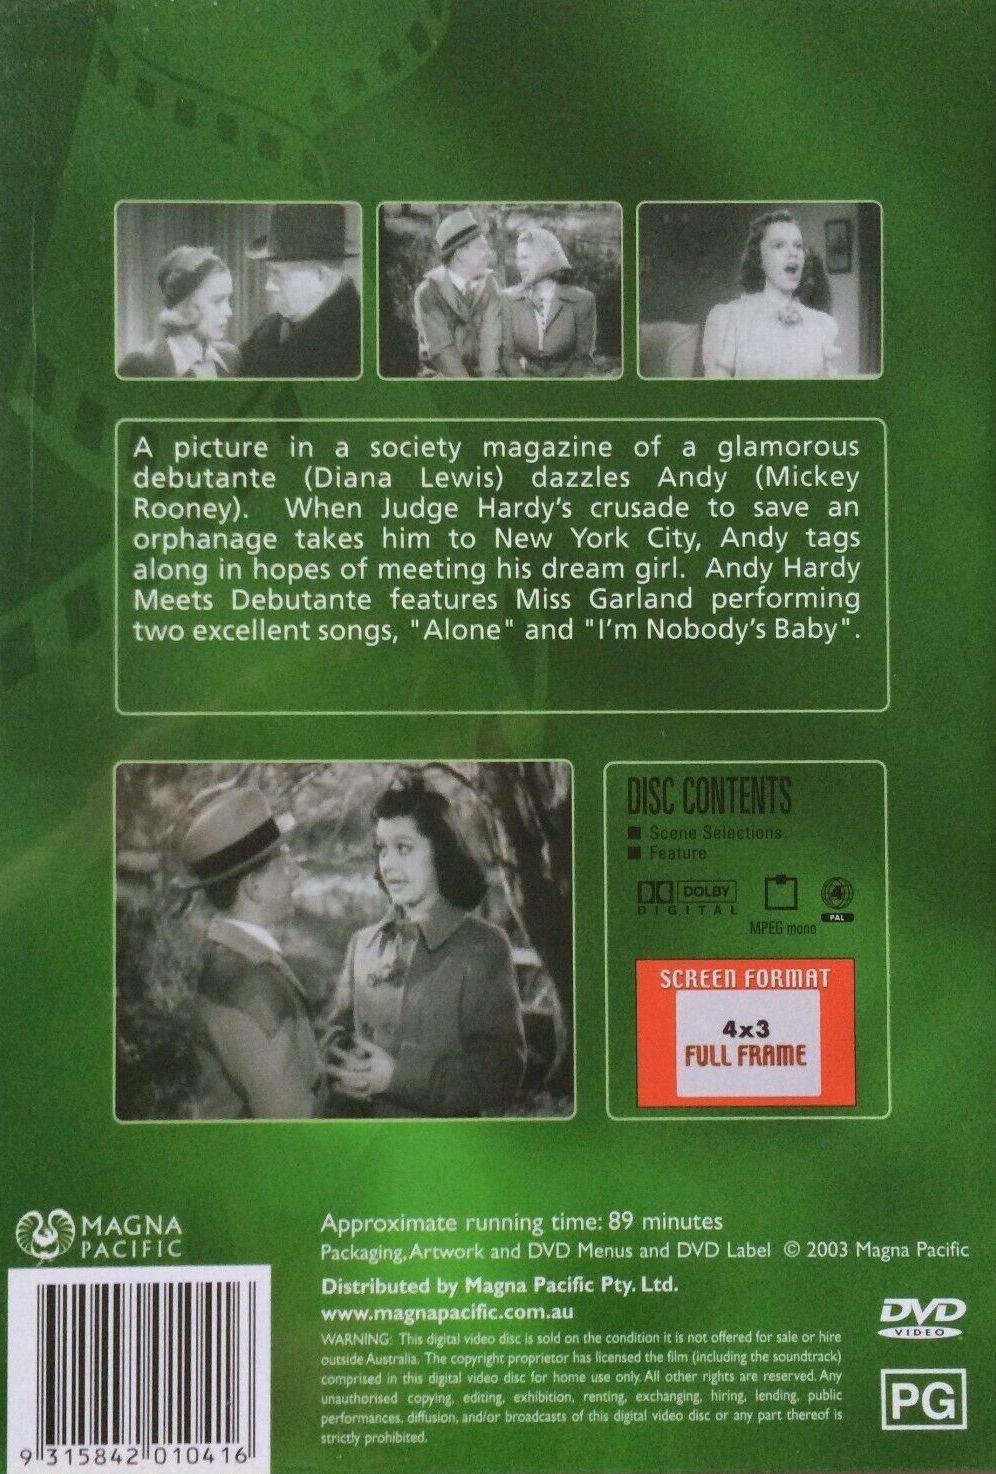 A picture in a society magazine of a glamorous
debutante (Diana Lewis) dazzles Andy (Mickey
Rooney). When Judge Hardy's crusade to save an
orphanage takes him to New York City, Andy tags
along in hopes of meeting his dream girl. Andy Hardy
Meets Debutante features Miss Garland performing
two excellent songs, "Alone" and "I'm Nobody's Baby".
DISC CONTENTS
Scene Selections
Feature
DOLBY
DIGITAL
MPEG mono
4
PAL
SCREEN FORMAT
4x3
FULL FRAME
MAGNA
PACIFIC
Approximate running time: 89 minutes
Packaging, Artwork and DVD Menus and DVD Label © 2003 Magna Pacific
Distributed by Magna Pacific Pty. Ltd.
www.magnapacific.com.au
WARNING: This digital video disc is sold on the condition it is not offered for sale or hire
outside Australia. The copyright proprietor has licensed the film (including the soundtrack)
comprised in this digital video disc for home use only. All other rights are reserved. Any
unauthorised copying, editing, exhibition, renting, exchanging, hiring, lending, public
performances, diffusion, and/or broadcasts of this digital video disc or any part thereof is
strictly prohibited.
DVD
VIDEO
PG
9 315842 010416